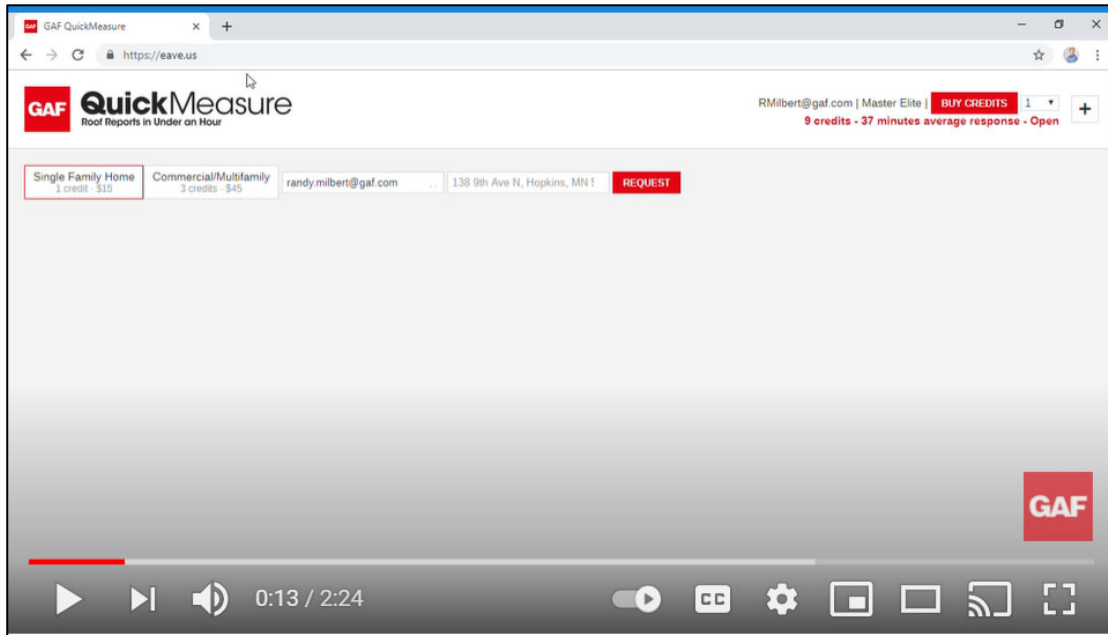 GAF QuickMeasure
https://eave.us
GAF QuickMeasure
Roof Reports in Under an Hour
RMilbert@gaf.com | Master Elite | BUY CREDITS 1
9 credits - 37 minutes average response - Open
Single Family Home
1 credit - $15
Commercial/Multifamily
3 credits - $45
randy.milbert@gaf.com
138 9th Ave N, Hopkins, MN
REQUEST
GAF
0:13 / 2:24
CC